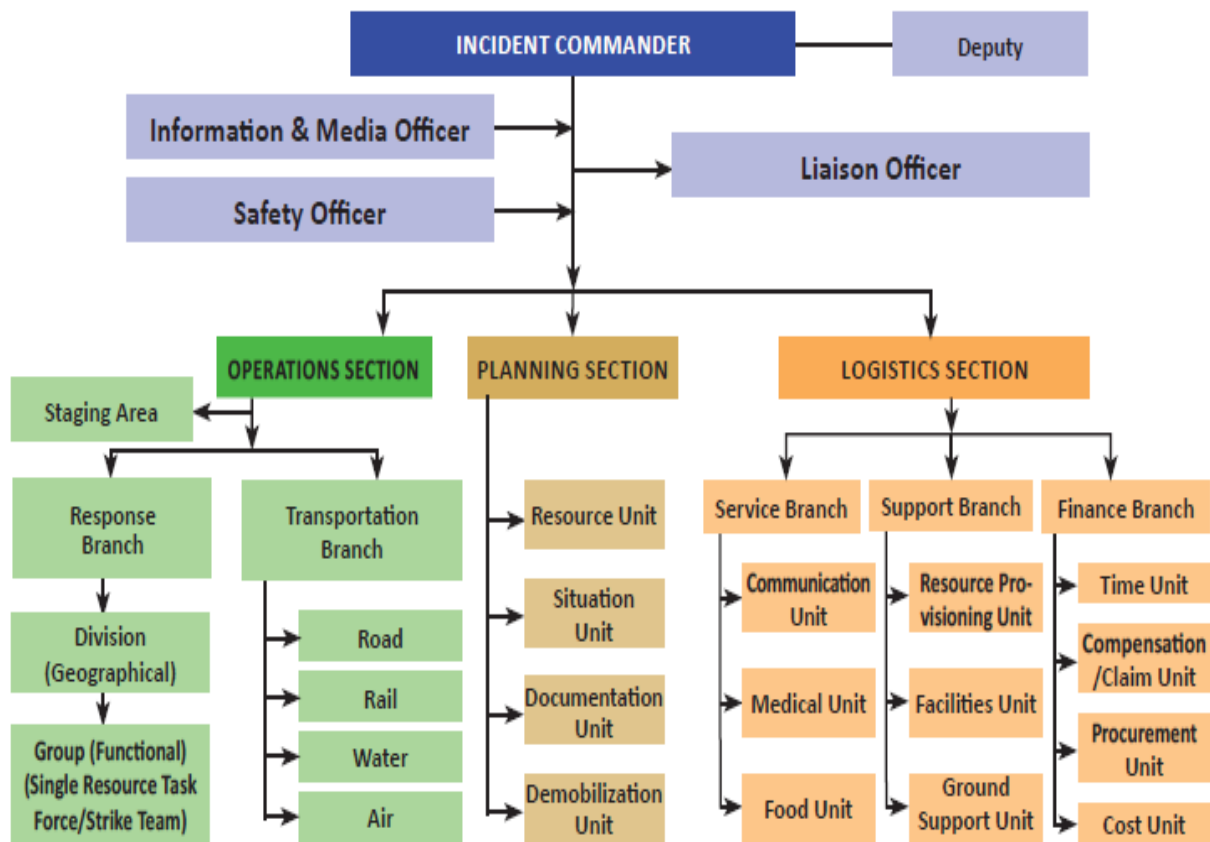 INCIDENT COMMANDER
Deputy
Information & Media Officer
Liaison Officer
Safety Officer
OPERATIONS SECTION
PLANNING SECTION
LOGISTICS SECTION
Staging Area
Response
Branch
Transportation
Branch
Division
(Geographical)
Group (Functional)
(Single Resource Task
Force/Strike Team)
Road
Rail
Water
Air
Resource Unit
Situation
Unit
Documentation
Unit
Demobilization
Unit
Service Branch
Communication
Unit
Medical Unit
Food Unit
Support Branch
Resource Pro-
visioning Unit
Facilities Unit
Ground
Support Unit
Finance Branch
Time Unit
Compensation
/Claim Unit
Procurement
Unit
Cost Unit